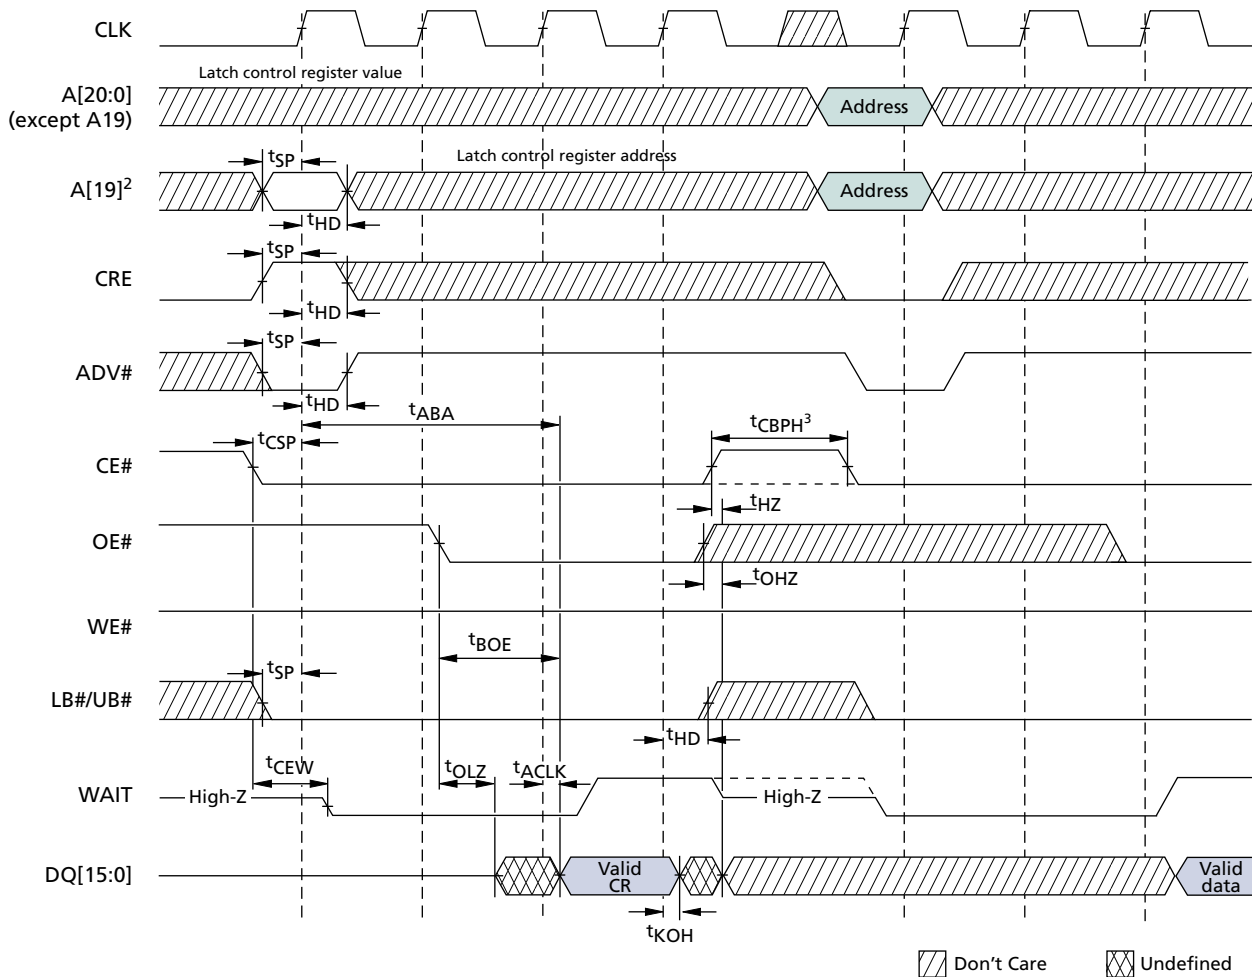 CLK
Latch control register value
A[20:0]
(except A19)
Address
Latch control register address
tSP
A[19]2
Address
tHD
tSP
CRE
tHD
tSP
ADV#
tHD
tABA
tCBPH3
tCSP
CE#
tHZ
OE#
tOHZ
WE#
tBOE
tSP
LB#/UB#
tHD
tCEW
tOLZ
tACLK
WAIT
High-Z
High-Z
DQ[15:0]
Valid
CR
Valid
data
tKOH
Don't Care
Undefined